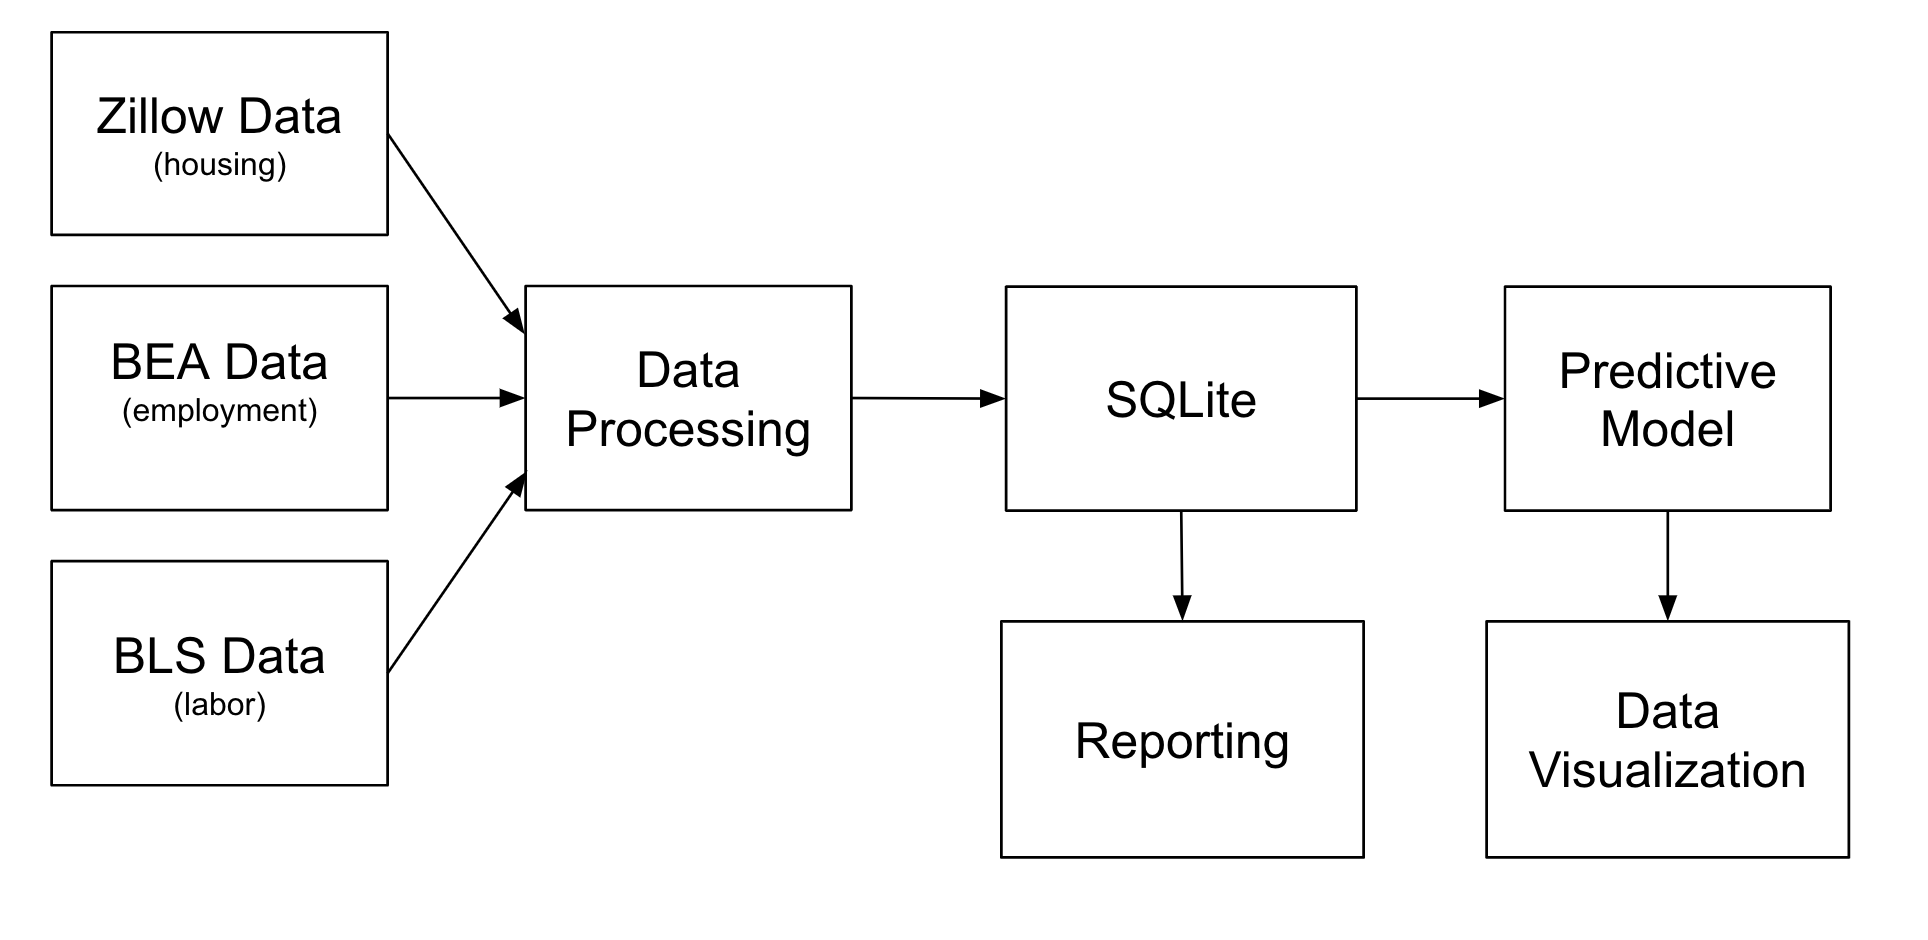 Zillow Data
(housing)
BEA Data
(employment)
BLS Data
(labor)
Data
Processing
SQLite
Predictive
Model
Reporting
Data
Visualization